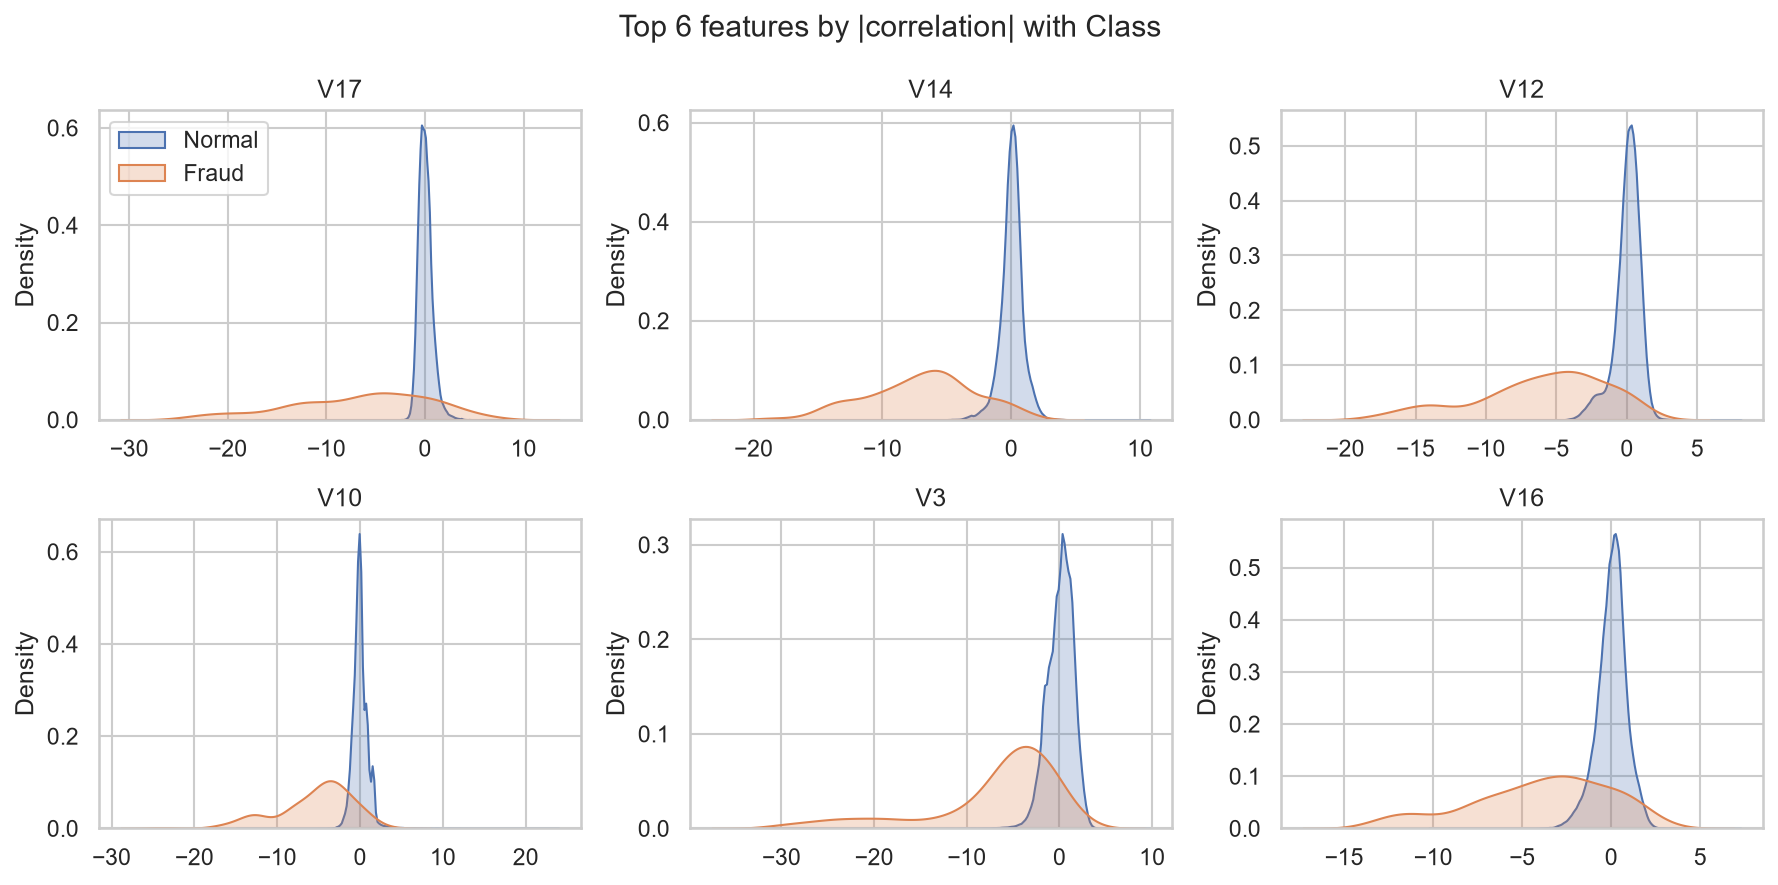 Top 6 features by |correlation| with Class
V17
Normal
Fraud
Density
0.6
0.4
0.2
0.0
−30 −20 −10 0 10
V14
Density
0.6
0.4
0.2
0.0
−20 −10 0 10
V12
Density
0.5
0.4
0.3
0.2
0.1
0.0
−20 −15 −10 −5 0 5
V10
Density
0.6
0.4
0.2
0.0
−30 −20 −10 0 10 20
V3
Density
0.3
0.2
0.1
0.0
−30 −20 −10 0 10
V16
Density
0.5
0.4
0.3
0.2
0.1
0.0
−15 −10 −5 0 5